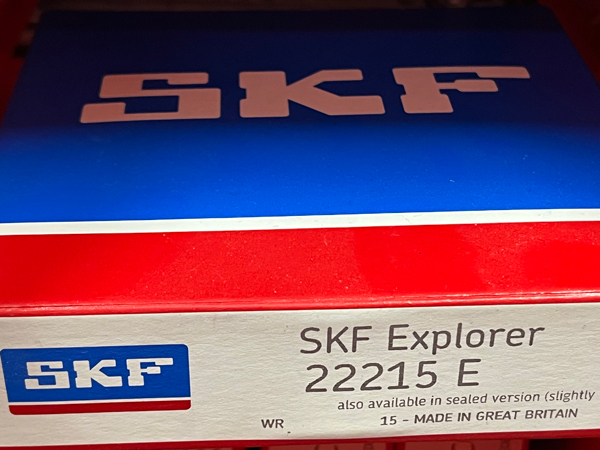 SKF
SKF Explorer
22215 E
also available in sealed version (slightly
15 - MADE IN GREAT BRITAIN
SKF
WR